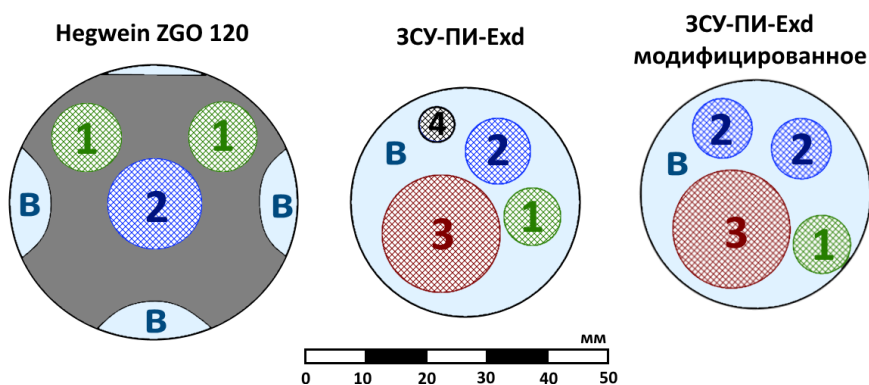 Hegwein ZGO 120
ЗСУ-ПИ-Exd
ЗСУ-ПИ-Exd
модифицированное
1
1
2
В
В
В
4
2
В
1
3
2
2
В
3
1
мм
0 10 20 30 40 50